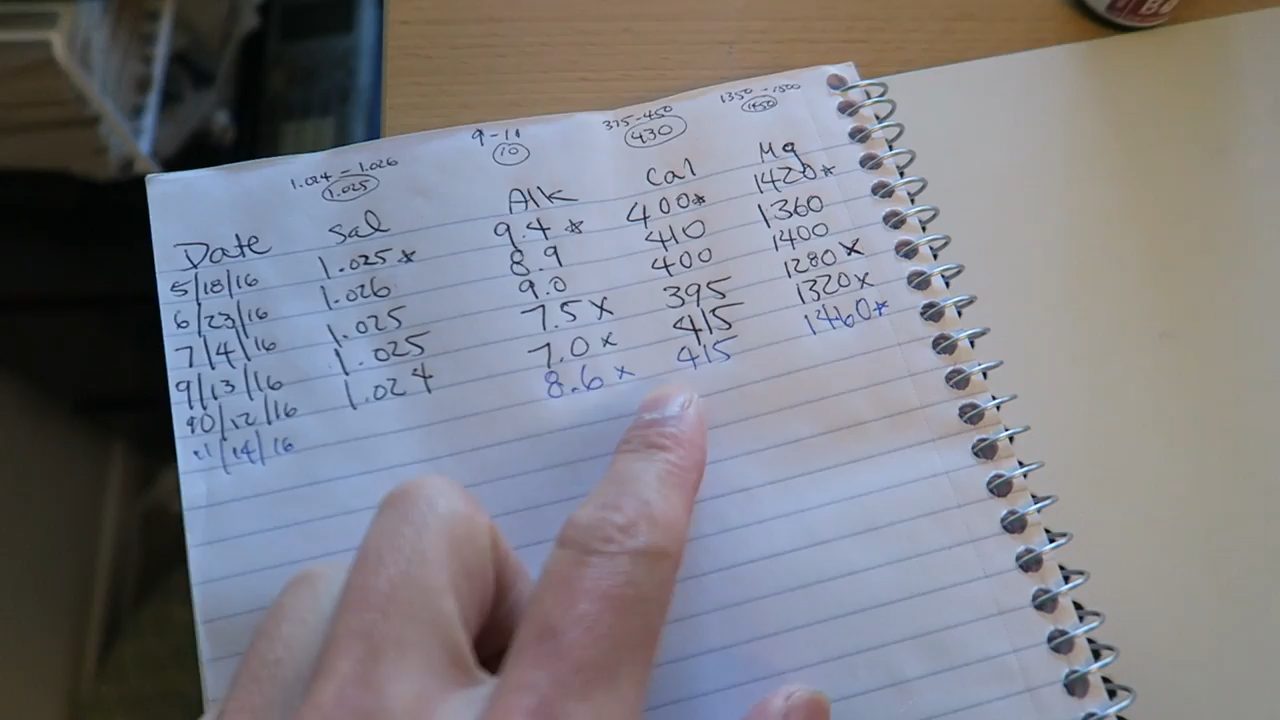 1.024 - 1.026 9-11 375-450 1350-1500
1.025 10 430 1450
Date Sal Alk Cal Mg
5/18/16 1.025* 9.4* 400* 1420*
6/23/16 1.026 8.9 410 1360
7/4/16 1.025 9.0 400 1400
9/13/16 1.025 7.5x 395 1280x
10/12/16 1.024 7.0x 415 1320x
11/14/16 8.6x 415 1460*